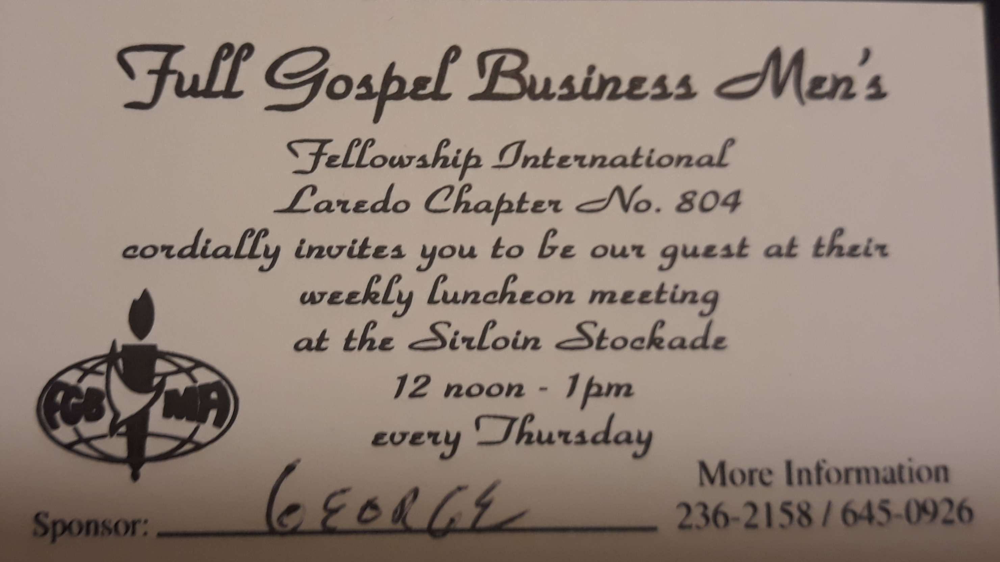 Full Gospel Business Men's
Fellowship International
Laredo Chapter No. 804
cordially invites you to be our guest at their
weekly luncheon meeting
at the Sirloin Stockade
12 noon - 1pm
every Thursday
FGB MA
More Information
236-2158 / 645-0926
Sponsor: GEORGE